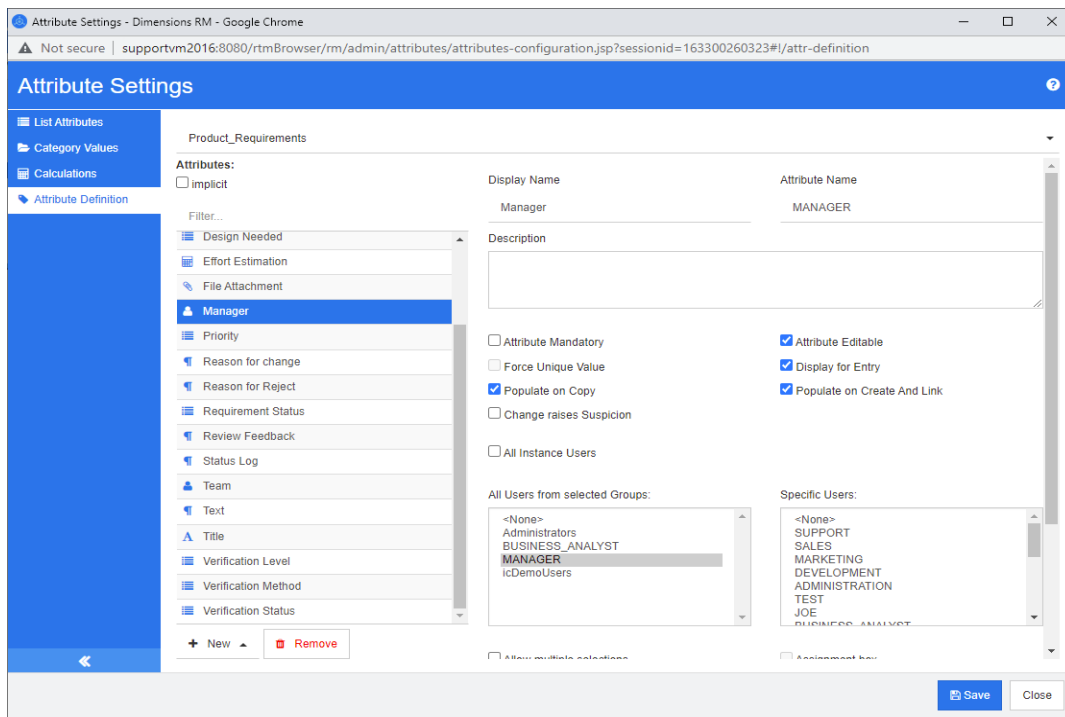 Attribute Settings - Dimensions RM - Google Chrome
Not secure | supportvm2016:8080/rtmBrowser/rm/admin/attributes/attributes-configuration.jsp?sessionid=163300260323#!/attr-definition
Attribute Settings
List Attributes
Category Values
Calculations
Attribute Definition
Product_Requirements
Attributes:
implicit
Filter...
Design Needed
Effort Estimation
File Attachment
Manager
Priority
Reason for change
Reason for Reject
Requirement Status
Review Feedback
Status Log
Team
Text
Title
Verification Level
Verification Method
Verification Status
+ New
Remove
Display Name
Manager
Attribute Name
MANAGER
Description
Attribute Mandatory
Attribute Editable
Force Unique Value
Display for Entry
Populate on Copy
Populate on Create And Link
Change raises Suspicion
All Instance Users
All Users from selected Groups:
<None>
Administrators
BUSINESS_ANALYST
MANAGER
icDemoUsers
Specific Users:
<None>
SUPPORT
SALES
MARKETING
DEVELOPMENT
ADMINISTRATION
TEST
JOE
BUSINESS_ANALYST
Allow multiple selections
Assignment box
Save
Close